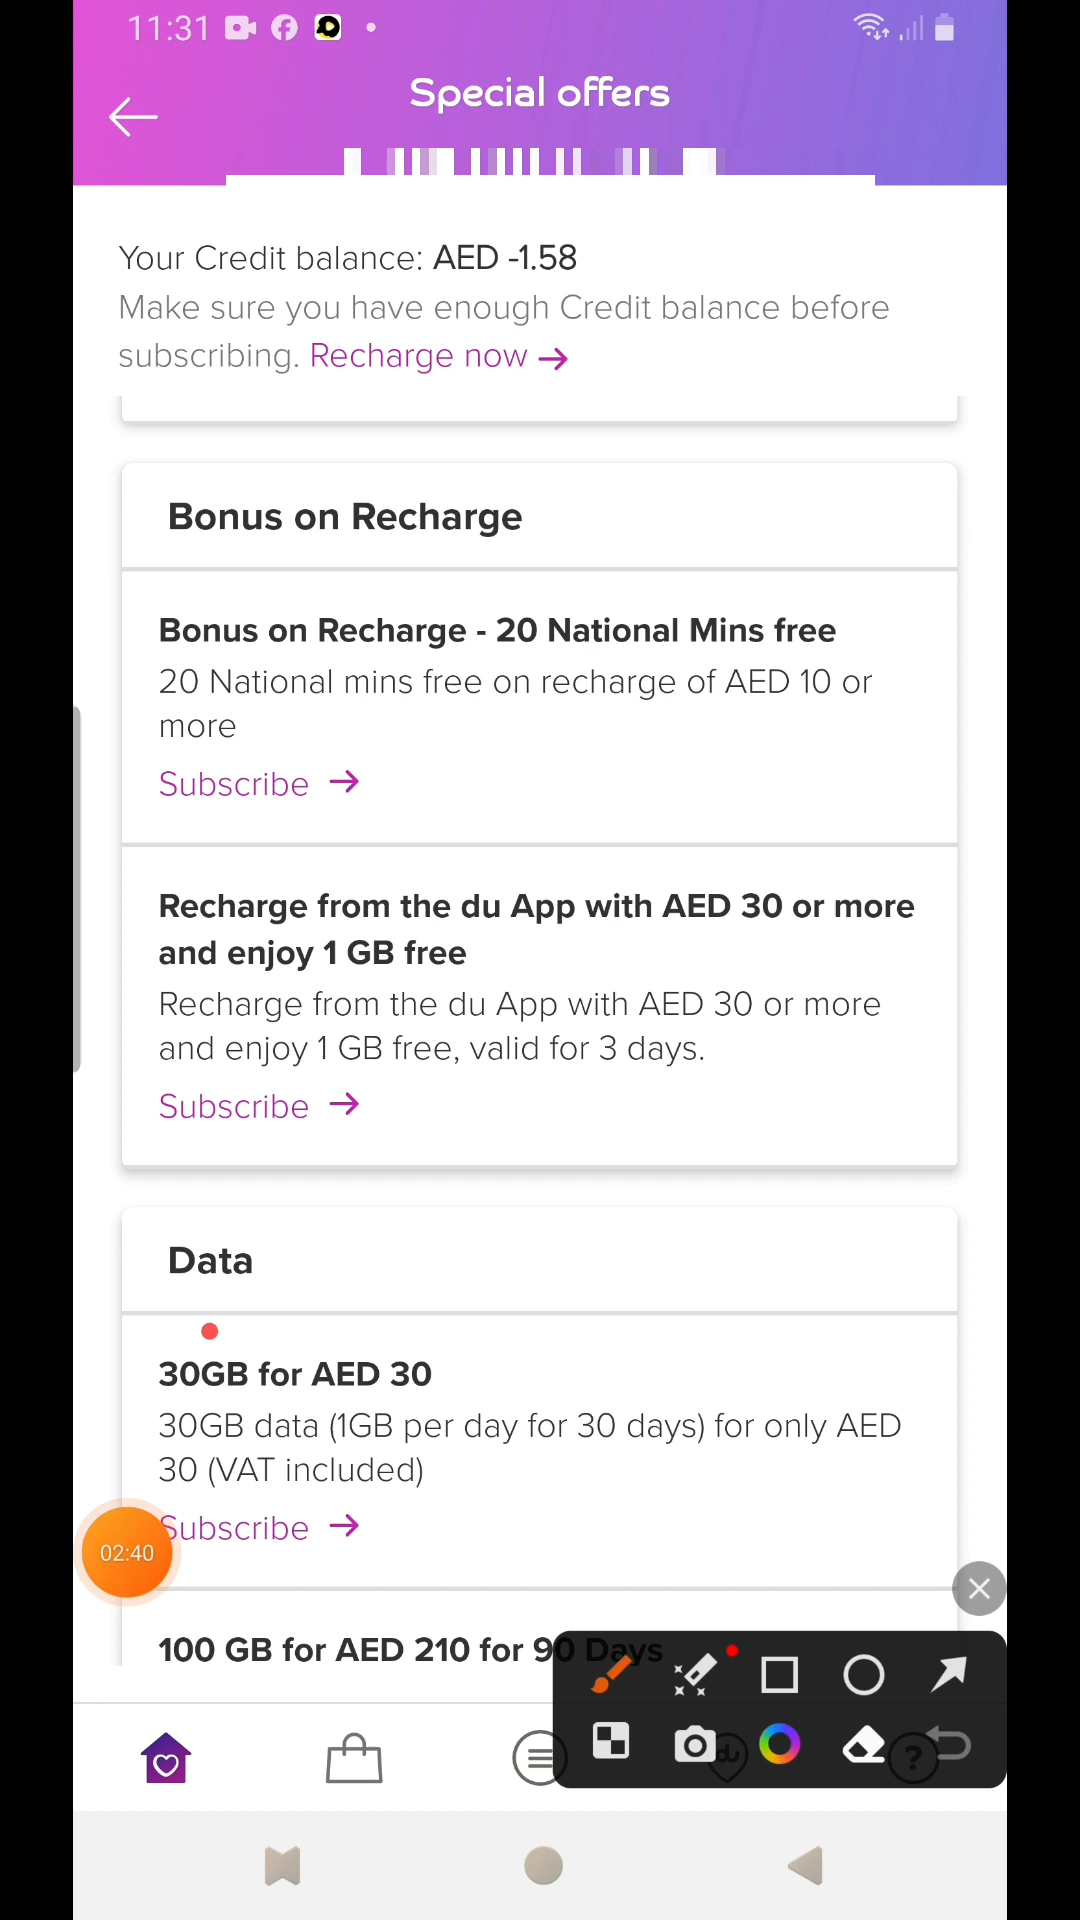 11:31
Special offers
Your Credit balance: AED -1.58
Make sure you have enough Credit balance before
subscribing. Recharge now →
Bonus on Recharge
Bonus on Recharge - 20 National Mins free
20 National mins free on recharge of AED 10 or
more
Subscribe →
Recharge from the du App with AED 30 or more
and enjoy 1 GB free
Recharge from the du App with AED 30 or more
and enjoy 1 GB free, valid for 3 days.
Subscribe →
Data
30GB for AED 30
30GB data (1GB per day for 30 days) for only AED
30 (VAT included)
Subscribe →
02:40
100 GB for AED 210 for 90 Days
du
?